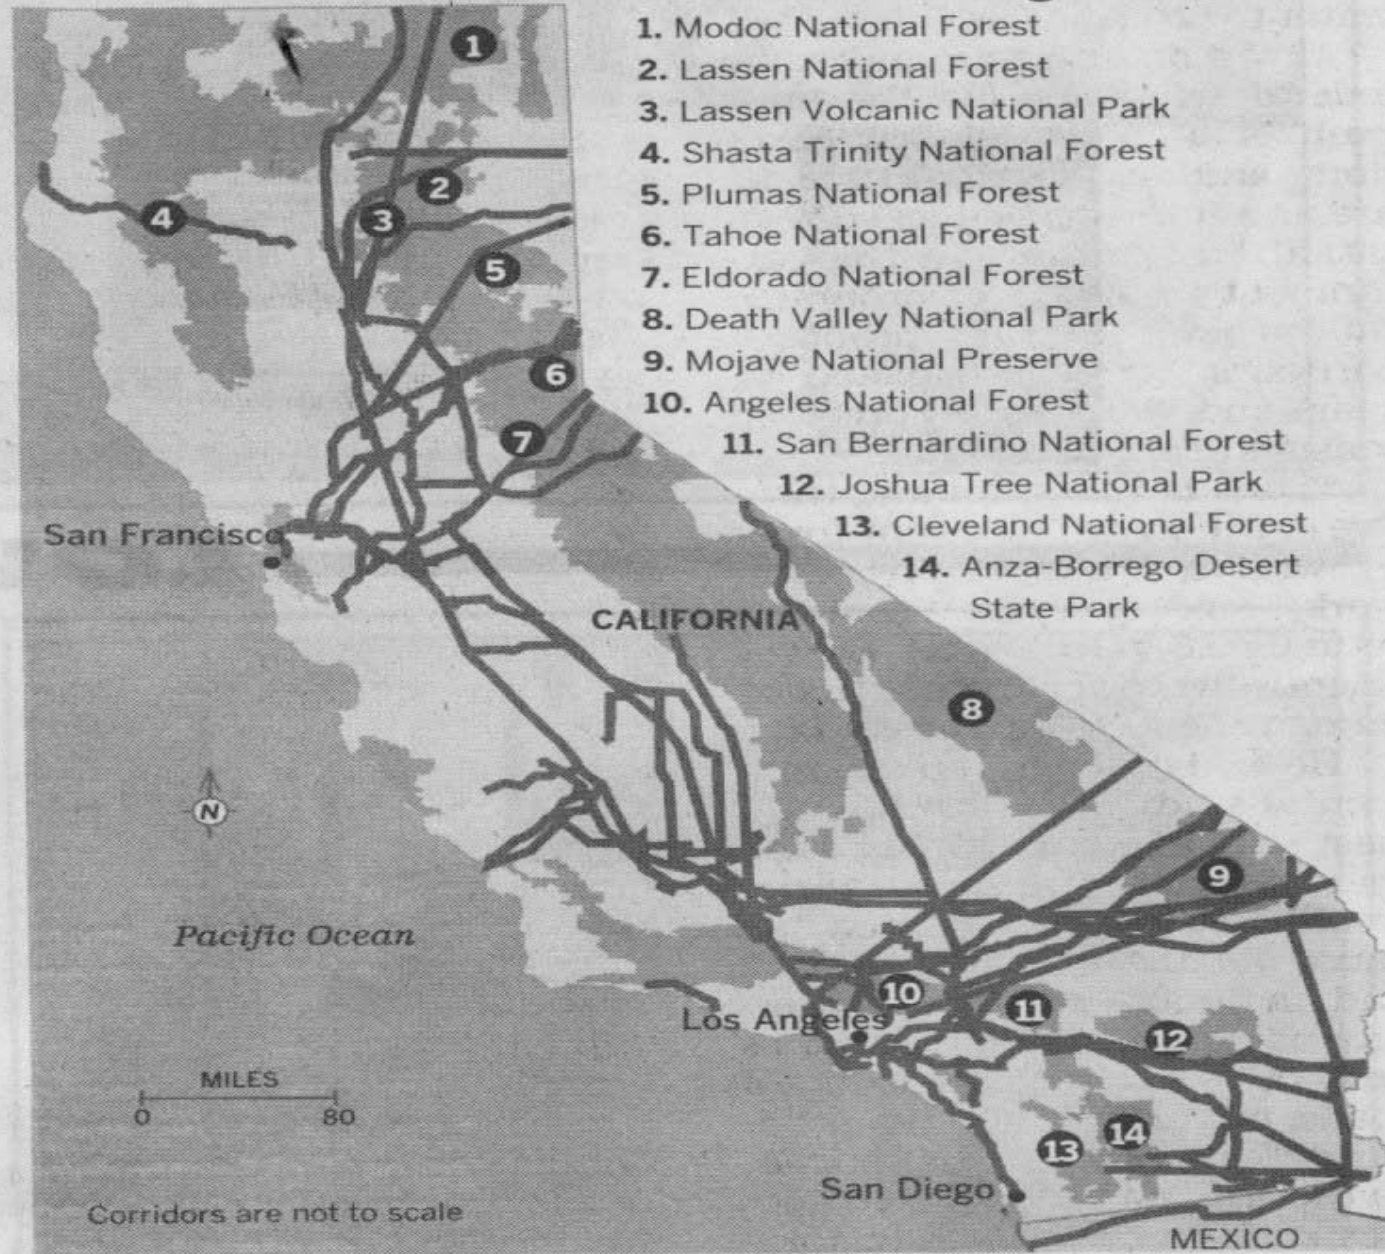 1. Modoc National Forest
2. Lassen National Forest
3. Lassen Volcanic National Park
4. Shasta Trinity National Forest
5. Plumas National Forest
6. Tahoe National Forest
7. Eldorado National Forest
8. Death Valley National Park
9. Mojave National Preserve
10. Angeles National Forest
11. San Bernardino National Forest
12. Joshua Tree National Park
13. Cleveland National Forest
14. Anza-Borrego Desert
State Park
1
2
3
4
5
6
7
San Francisco
CALIFORNIA
8
N
9
Pacific Ocean
10
11
Los Angeles
12
MILES
0 80
13
14
San Diego
Corridors are not to scale
MEXICO